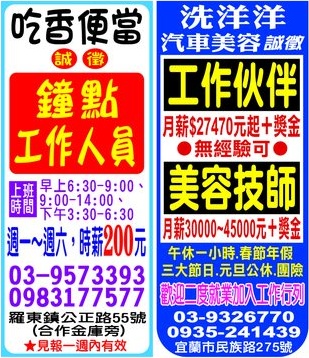 吃香便當
誠徵
鐘點
工作人員
上班時間
早上6:30-9:00、
9:00-14:00、
下午3:30-6:30
週一～週六，時薪200元
03-9573393
0983177577
羅東鎮公正路55號
(合作金庫旁)
★見報一週內有效
洗洋洋
汽車美容誠徵
工作伙伴
月薪$27470元起＋獎金
●無經驗可●
美容技師
月薪30000~45000元＋獎金
午休一小時.春節年假
三大節日.元旦公休.團險
歡迎二度就業加入工作行列
03-9326770
0935-241439
宜蘭市民族路275號